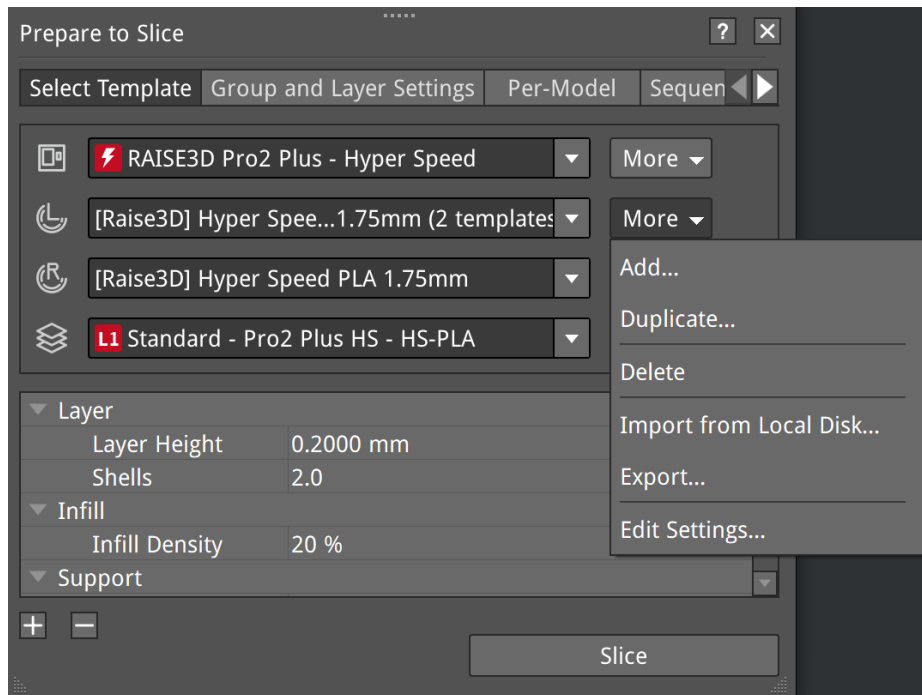 Prepare to Slice
?
Select Template
Group and Layer Settings
Per-Model
Sequen
RAISE3D Pro2 Plus - Hyper Speed
More
L
[Raise3D] Hyper Spee...1.75mm (2 templates
More
R
[Raise3D] Hyper Speed PLA 1.75mm
L1 Standard - Pro2 Plus HS - HS-PLA
Add...
Duplicate...
Delete
Import from Local Disk...
Export...
Edit Settings...
Layer
Layer Height 0.2000 mm
Shells 2.0
Infill
Infill Density 20 %
Support
Slice